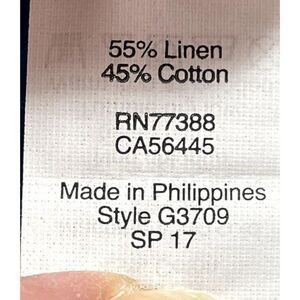 55% Linen
45% Cotton
RN77388
CA56445
Made in Philippines
Style G3709
SP 17